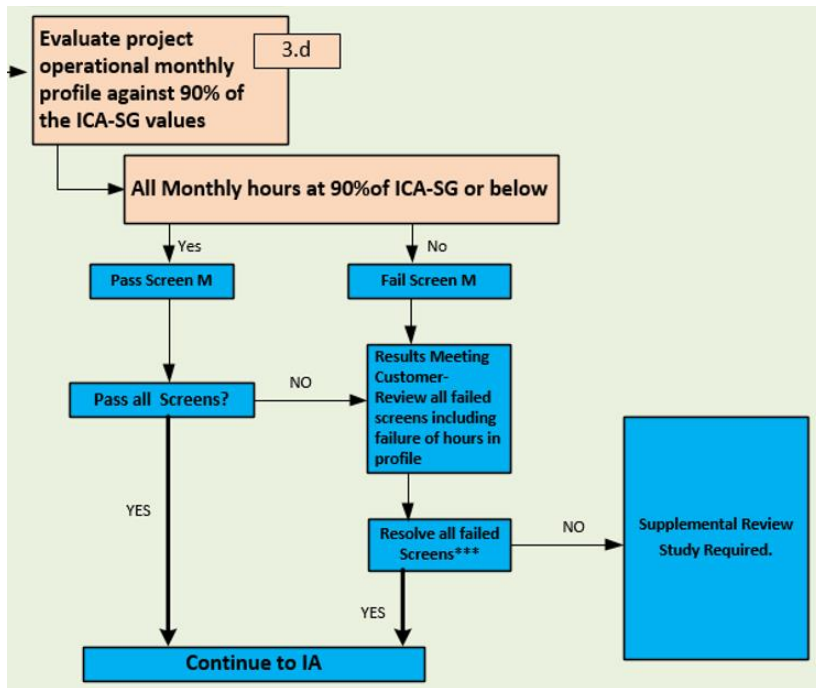 Evaluate project
operational monthly
profile against 90% of
the ICA-SG values
3.d
All Monthly hours at 90%of ICA-SG or below
Yes
No
Pass Screen M
Fail Screen M
Results Meeting
Customer-
Review all failed
screens including
failure of hours in
profile
Pass all Screens?
NO
YES
Resolve all failed
Screens***
NO
Supplemental Review
Study Required.
YES
Continue to IA